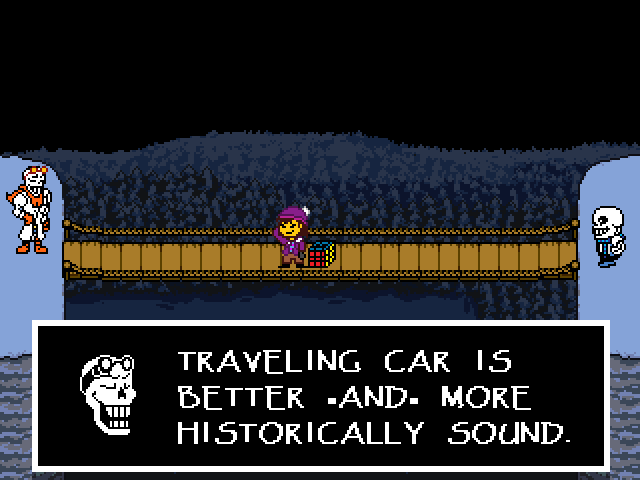 TRAVELING CAR IS
BETTER *AND* MORE
HISTORICALLY SOUND.